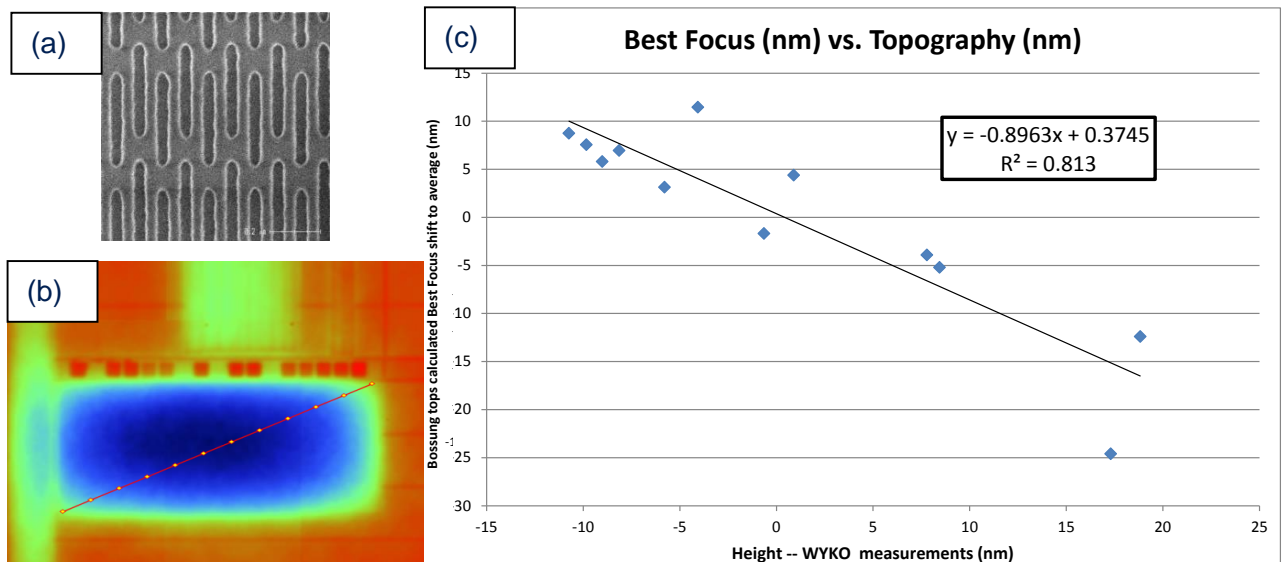 (a)
(b)
(c)
Best Focus (nm) vs. Topography (nm)
Bossung tops calculated Best Focus shift to average (nm)
15
10
5
0
-5
-10
-15
-20
-25
-30
y = -0.8963x + 0.3745
R² = 0.813
-15 -10 -5 0 5 10 15 20 25
Height -- WYKO measurements (nm)